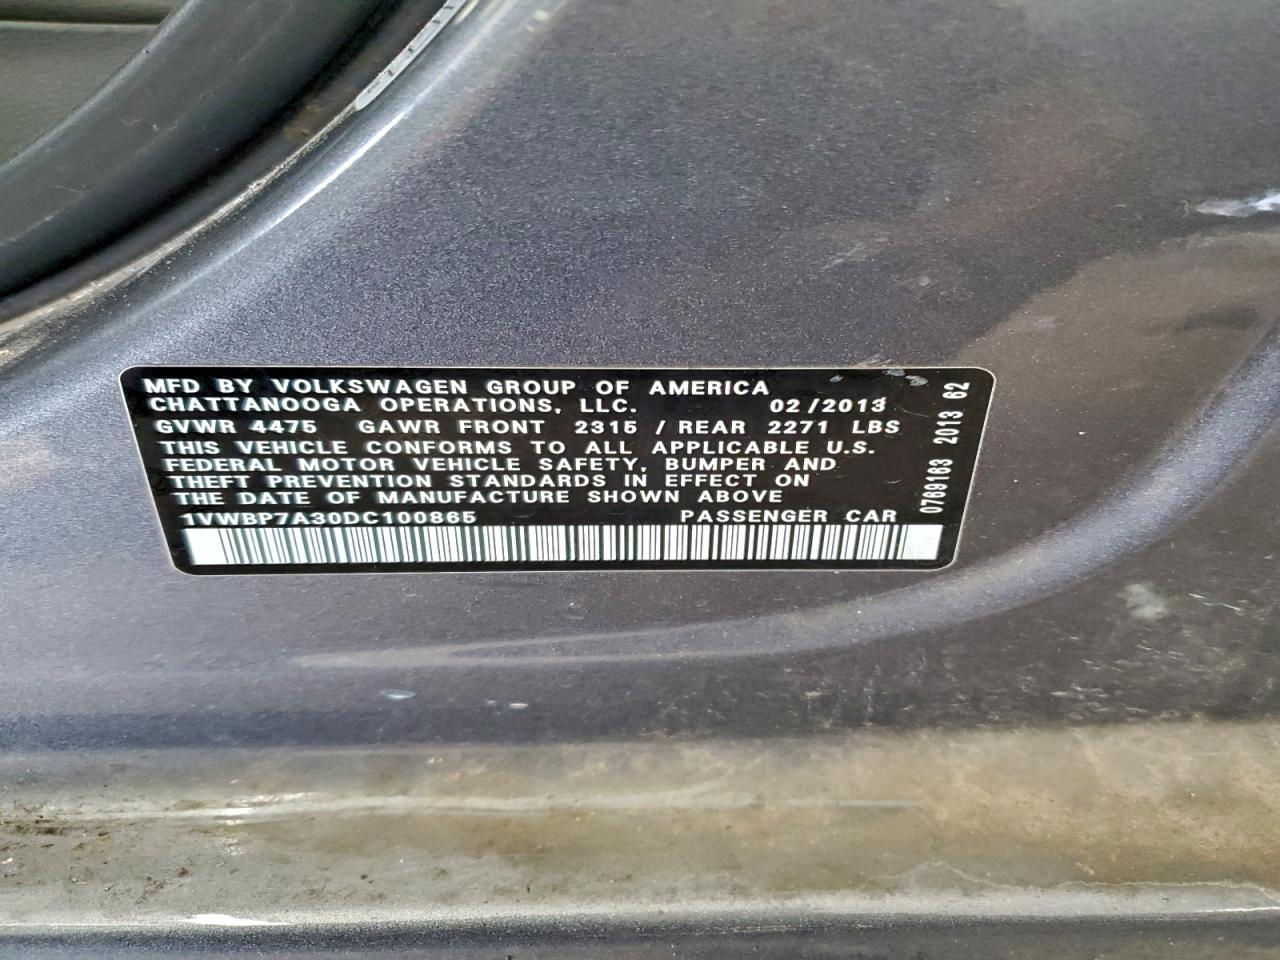 MFD BY VOLKSWAGEN GROUP OF AMERICA
CHATTANOOGA OPERATIONS, LLC. 02/2013
GVWR 4475 GAWR FRONT 2315 / REAR 2271 LBS
THIS VEHICLE CONFORMS TO ALL APPLICABLE U.S.
FEDERAL MOTOR VEHICLE SAFETY, BUMPER AND
THEFT PREVENTION STANDARDS IN EFFECT ON
THE DATE OF MANUFACTURE SHOWN ABOVE
1VWBP7A30DC100865 PASSENGER CAR
0769163 2013 62